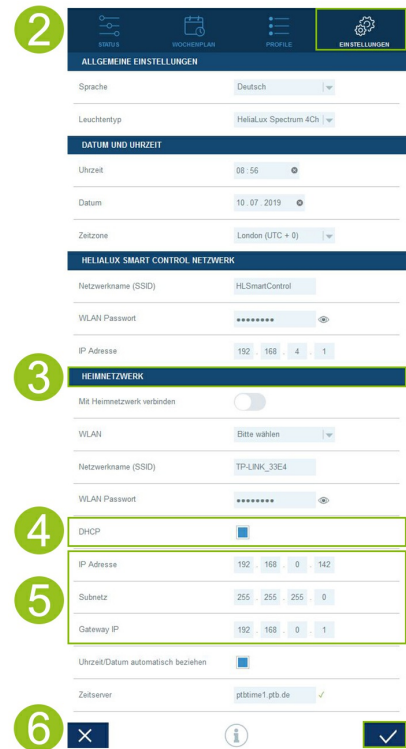 2
STATUS WOCHENPLAN PROFILE EINSTELLUNGEN
ALLGEMEINE EINSTELLUNGEN
Sprache Deutsch
Leuchtentyp HeliaLux Spectrum 4Ch
DATUM UND UHRZEIT
Uhrzeit 08 : 56
Datum 10 . 07 . 2019
Zeitzone London (UTC + 0)
HELIALUX SMART CONTROL NETZWERK
Netzwerkname (SSID) HLSmartControl
WLAN Passwort ••••••••
IP Adresse 192 . 168 . 4 . 1
3 HEIMNETZWERK
Mit Heimnetzwerk verbinden
WLAN Bitte wählen
Netzwerkname (SSID) TP-LINK_33E4
WLAN Passwort ••••••••
4 DHCP
IP Adresse 192 . 168 . 0 . 142
5 Subnetz 255 . 255 . 255 . 0
Gateway IP 192 . 168 . 0 . 1
Uhrzeit/Datum automatisch beziehen
Zeitserver ptbtime1.ptb.de ✓
6